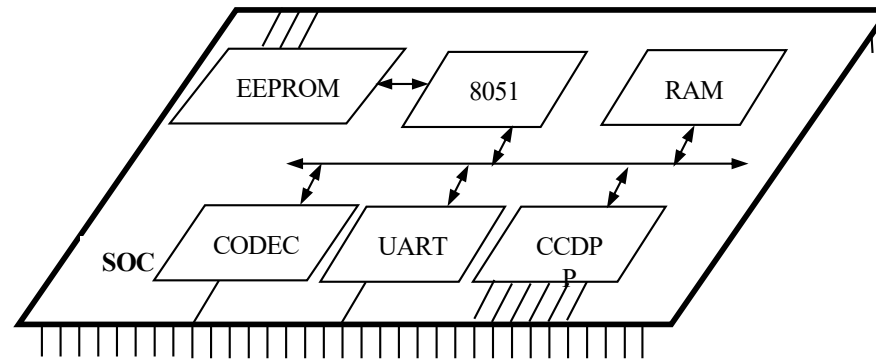 EEPROM
8051
RAM
CODEC
UART
CCDP
P
SOC